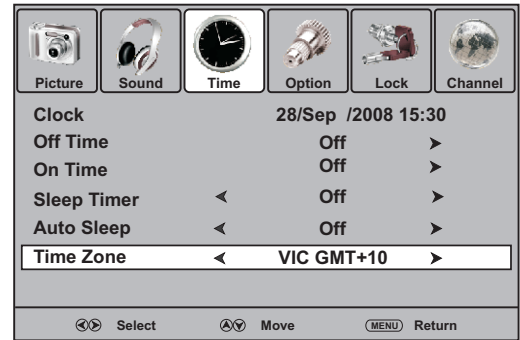 Picture Sound Time Option Lock Channel
Clock 28/Sep /2008 15:30
Off Time Off
On Time Off
Sleep Timer Off
Auto Sleep Off
Time Zone VIC GMT+10
Select Move MENU Return